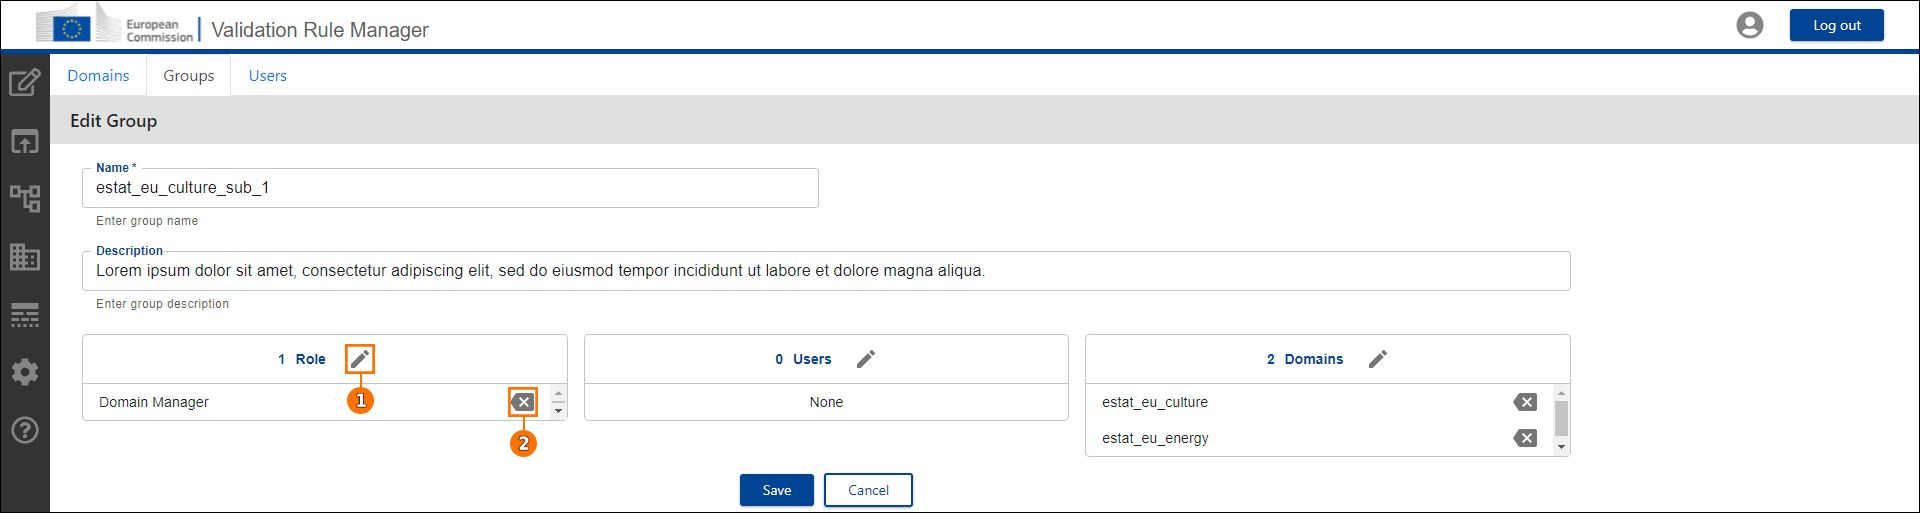 European
Commission
Validation Rule Manager
Log out
Domains
Groups
Users
Edit Group
Name *
estat_eu_culture_sub_1
Enter group name
Description
Lorem ipsum dolor sit amet, consectetur adipiscing elit, sed do eiusmod tempor incididunt ut labore et dolore magna aliqua.
Enter group description
1 Role
Domain Manager
1
2
0 Users
None
2 Domains
estat_eu_culture
estat_eu_energy
Save
Cancel